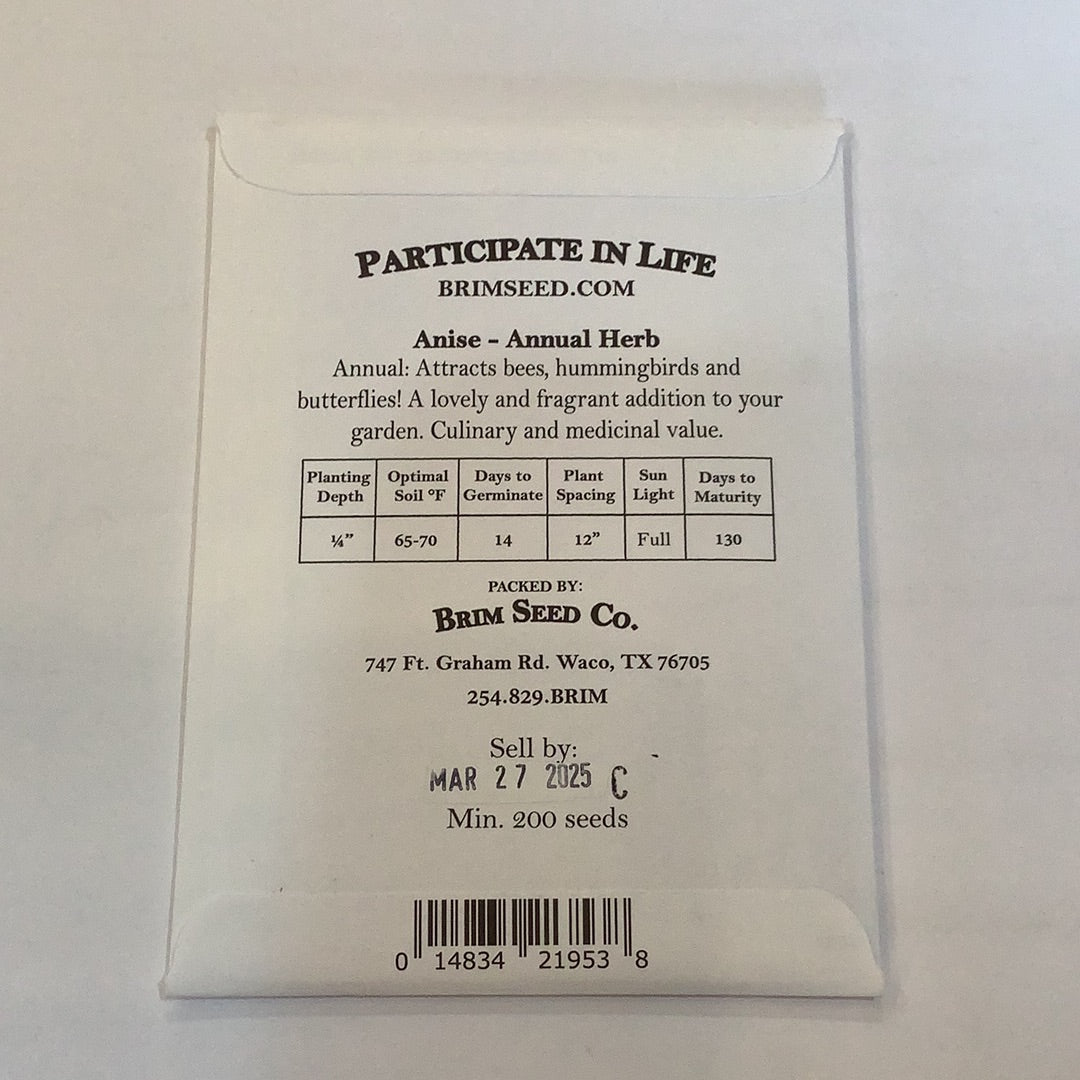 PARTICIPATE IN LIFE
BRIMSEED.COM
Anise - Annual Herb
Annual: Attracts bees, hummingbirds and
butterflies! A lovely and fragrant addition to your
garden. Culinary and medicinal value.
Planting Depth Optimal Soil °F Days to Germinate Plant Spacing Sun Light Days to Maturity
¼” 65-70 14 12” Full 130
PACKED BY:
BRIM SEED CO.
747 Ft. Graham Rd. Waco, TX 76705
254.829.BRIM
Sell by:
MAR 27 2025 C
Min. 200 seeds
0 14834 21953 8